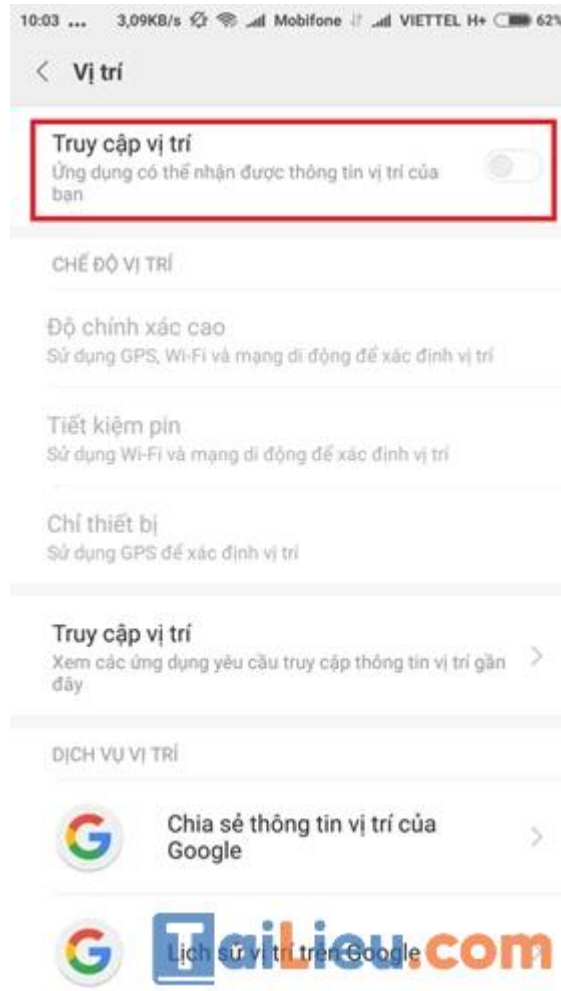 10:03 ... 3,09KB/s Mobifone VIETTEL H+ 62%
Vị trí
Truy cập vị trí
Ứng dụng có thể nhận được thông tin vị trí của
bạn
CHẾ ĐỘ VỊ TRÍ
Độ chính xác cao
Sử dụng GPS, Wi-Fi và mạng di động để xác định vị trí
Tiết kiệm pin
Sử dụng Wi-Fi và mạng di động để xác định vị trí
Chỉ thiết bị
Sử dụng GPS để xác định vị trí
Truy cập vị trí
Xem các ứng dụng yêu cầu truy cập thông tin vị trí gần
đây
DỊCH VỤ VỊ TRÍ
Chia sẻ thông tin vị trí của
Google
Lịch sử vị trí trên Google
TaiLieu.com